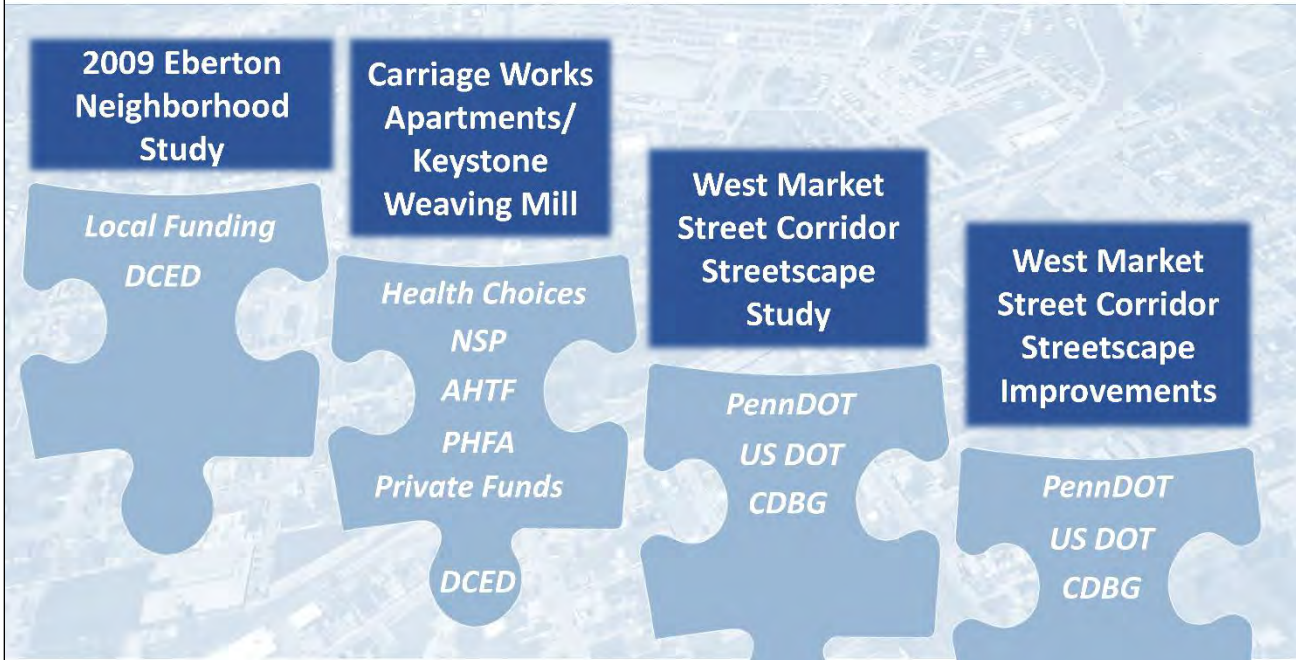 2009 Eberton
Neighborhood
Study
Local Funding
DCED
Carriage Works
Apartments/
Keystone
Weaving Mill
Health Choices
NSP
AHTF
PHFA
Private Funds
DCED
West Market
Street Corridor
Streetscape
Study
PennDOT
US DOT
CDBG
West Market
Street Corridor
Streetscape
Improvements
PennDOT
US DOT
CDBG